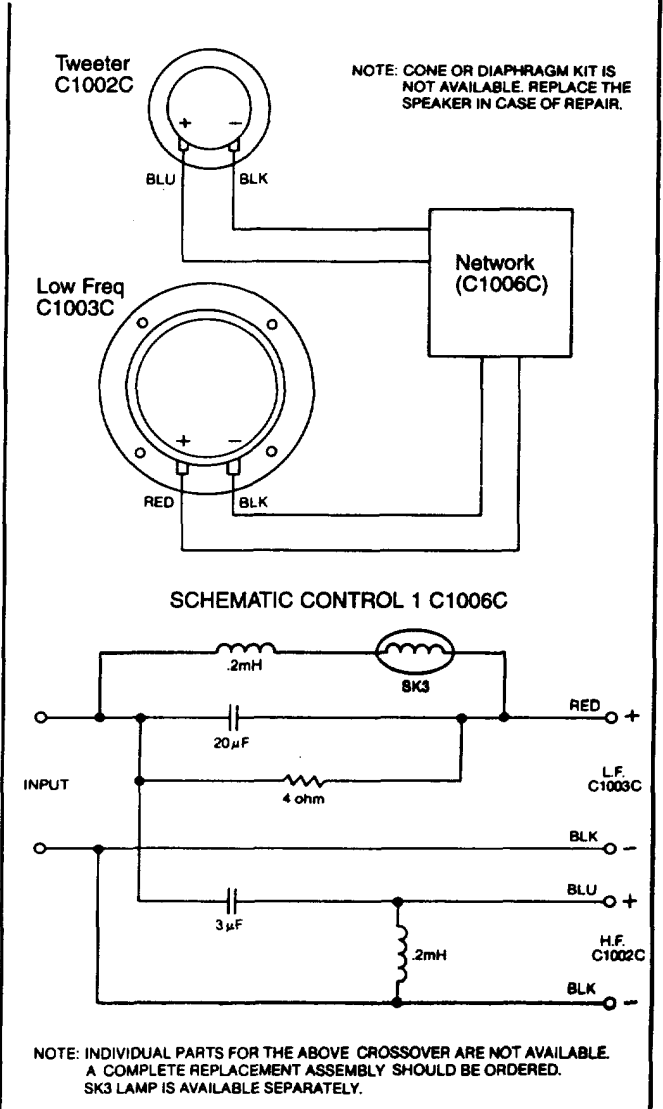 Tweeter
C1002C
NOTE: CONE OR DIAPHRAGM KIT IS
NOT AVAILABLE. REPLACE THE
SPEAKER IN CASE OF REPAIR.
+ −
BLU BLK
Network
(C1006C)
Low Freq
C1003C
+ −
RED BLK
SCHEMATIC CONTROL 1 C1006C
.2mH
SK3
RED +
20µF
INPUT
4 ohm
L.F.
C1003C
BLK −
BLU +
3µF
.2mH
H.F.
C1002C
BLK −
NOTE: INDIVIDUAL PARTS FOR THE ABOVE CROSSOVER ARE NOT AVAILABLE.
A COMPLETE REPLACEMENT ASSEMBLY SHOULD BE ORDERED.
SK3 LAMP IS AVAILABLE SEPARATELY.